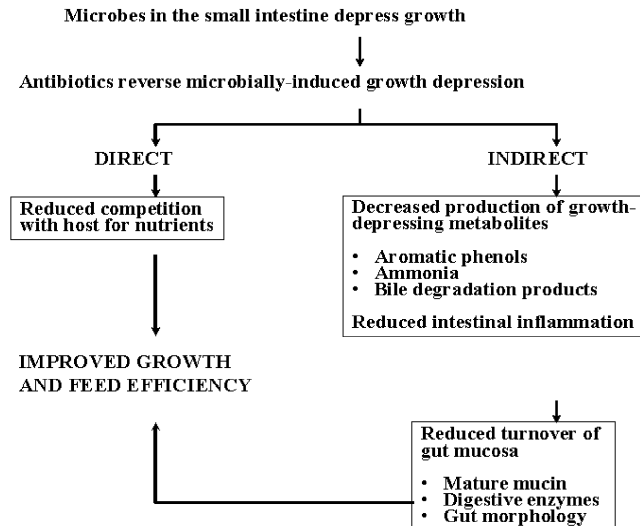 Microbes in the small intestine depress growth
Antibiotics reverse microbially-induced growth depression
DIRECT
INDIRECT
Reduced competition
with host for nutrients
Decreased production of growth-
depressing metabolites
• Aromatic phenols
• Ammonia
• Bile degradation products
Reduced intestinal inflammation
IMPROVED GROWTH
AND FEED EFFICIENCY
Reduced turnover of
gut mucosa
• Mature mucin
• Digestive enzymes
• Gut morphology